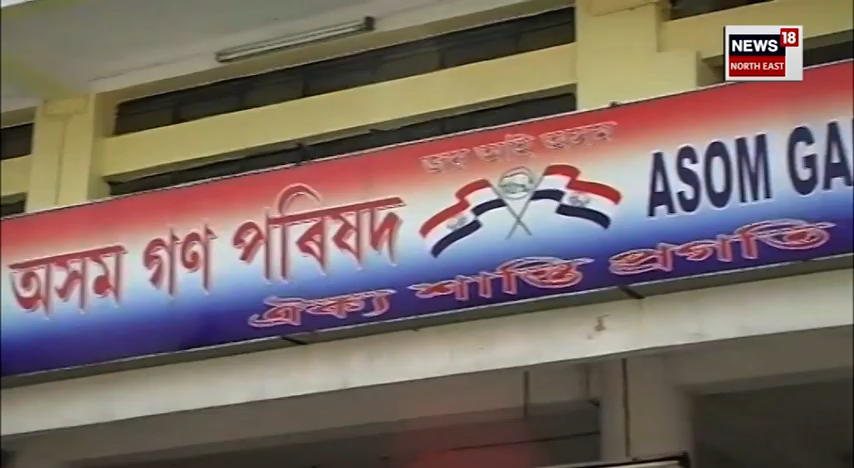 NEWS 18
NORTH EAST
জয় আই অসম
অসম গণ পৰিষদ
ASOM GA
ঐক্য শান্তি প্ৰগতি